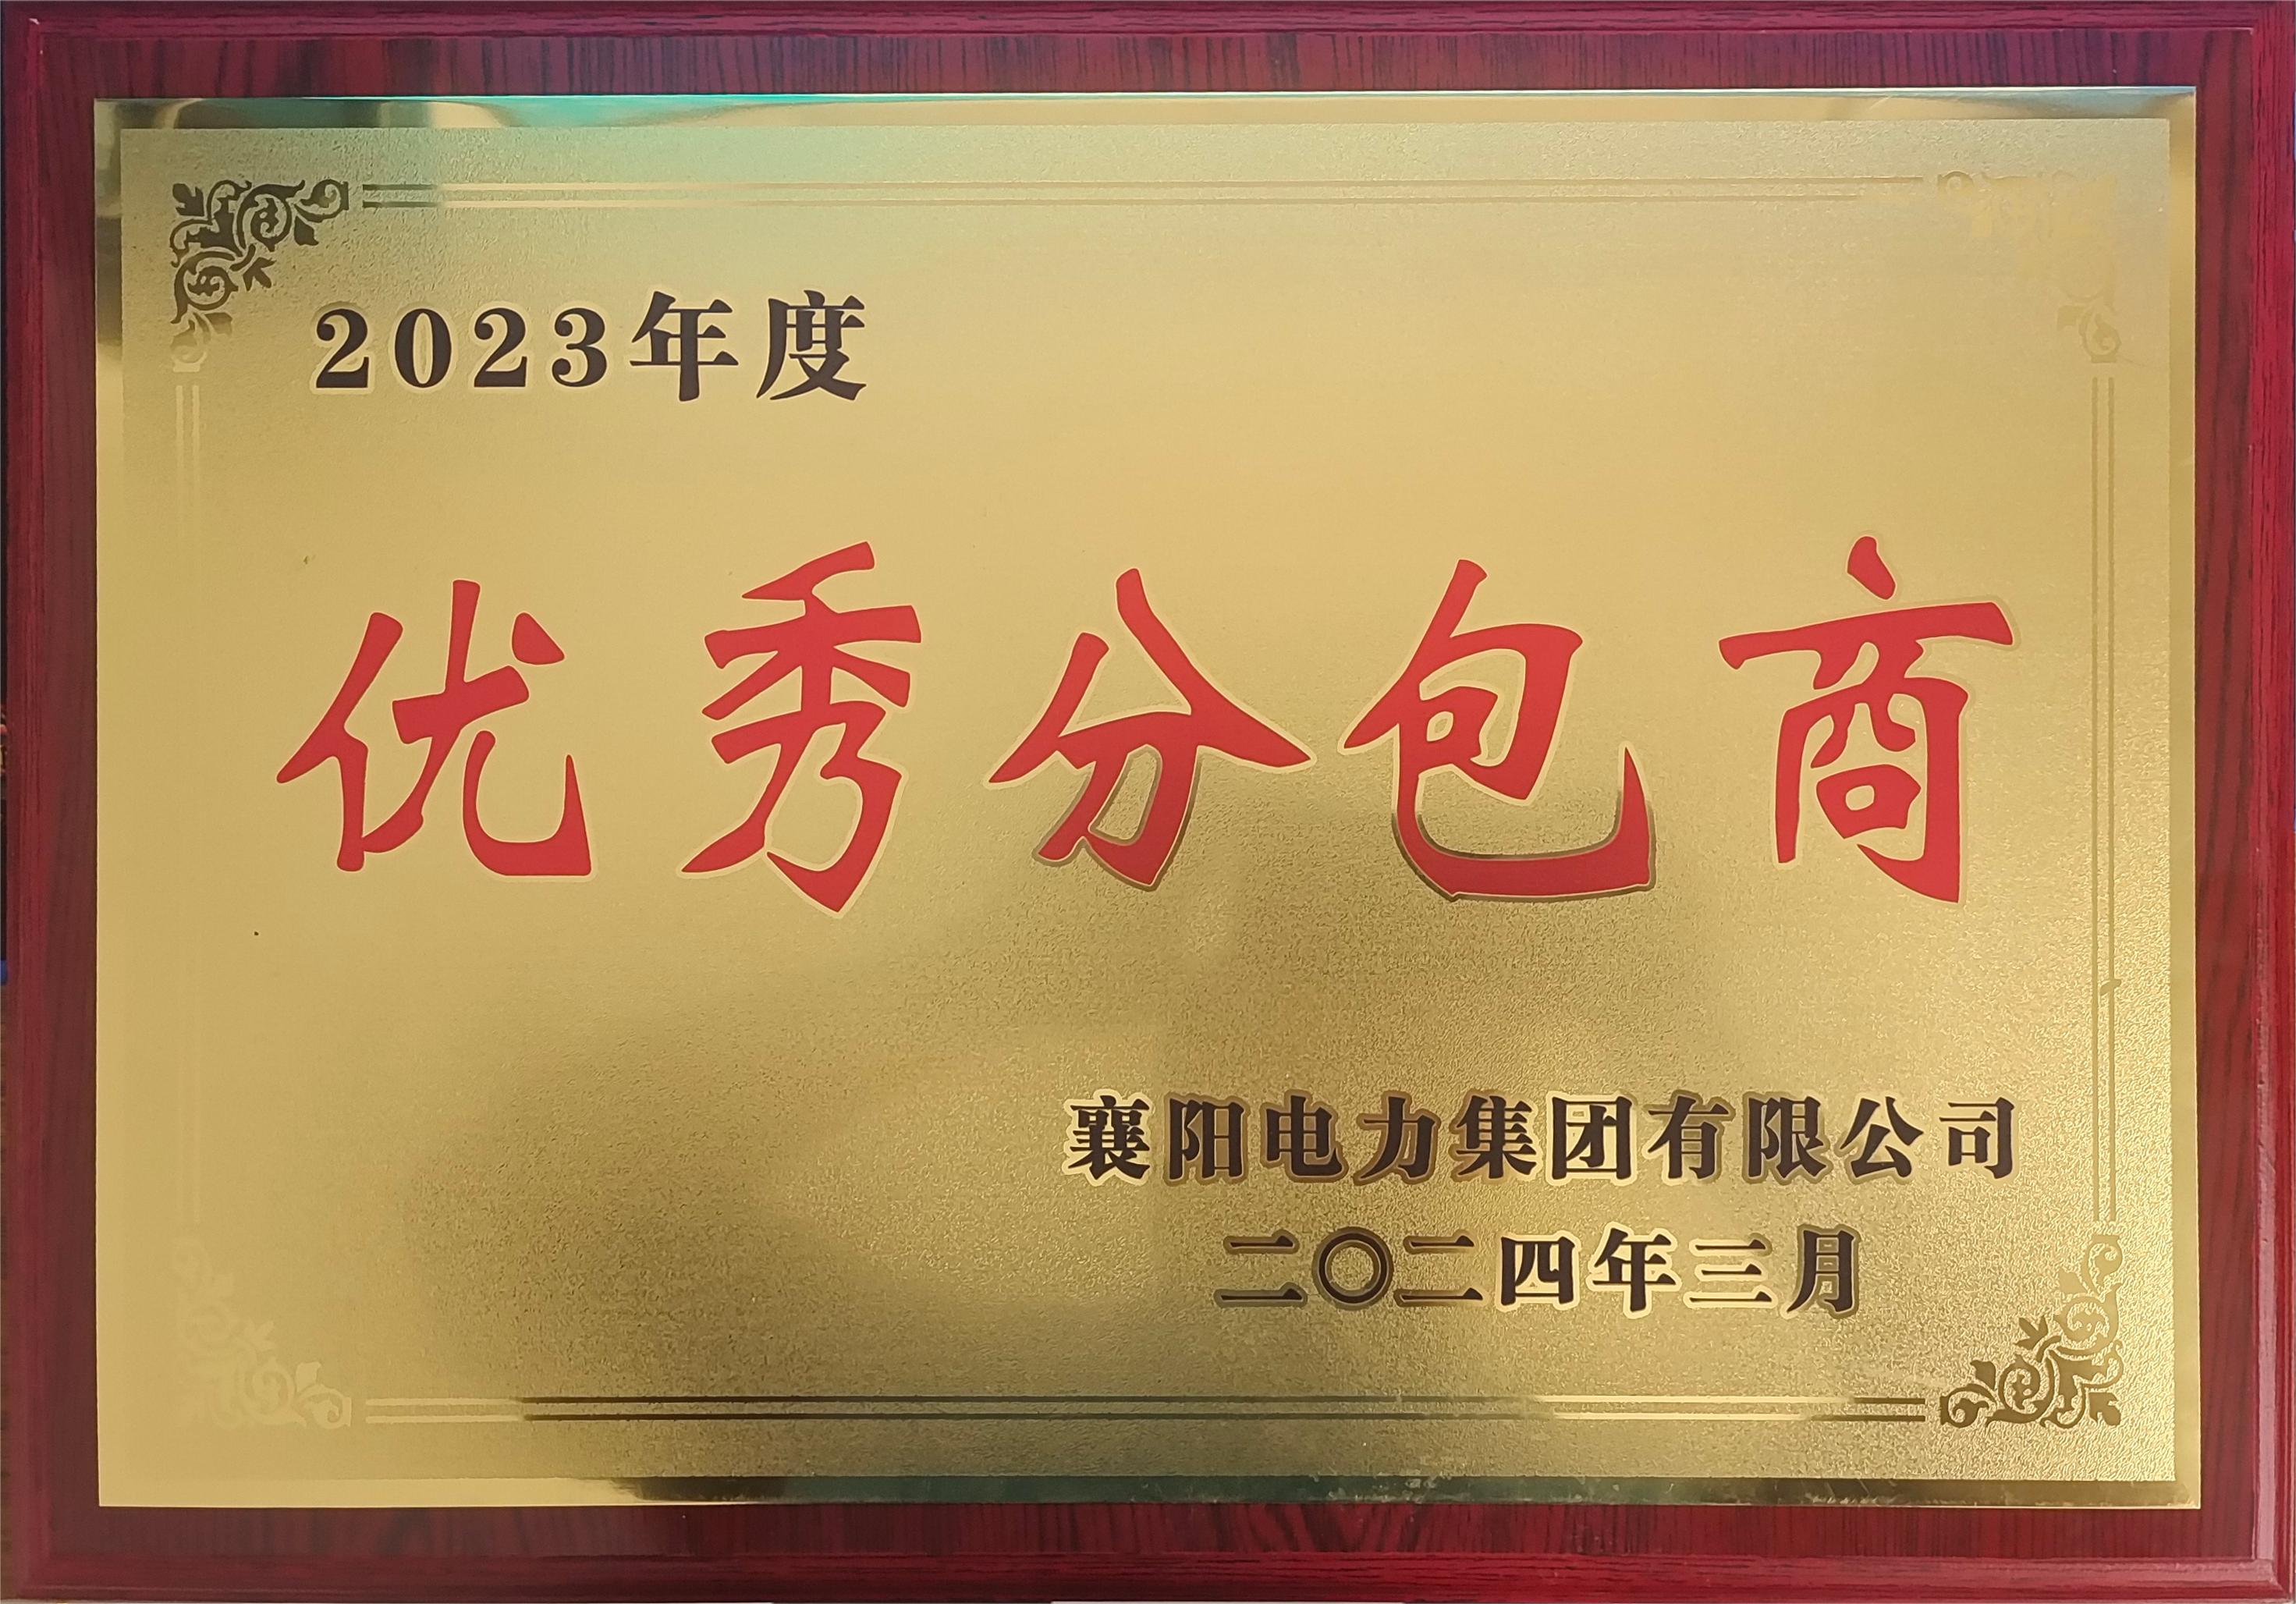 2023年度
优秀分包商
襄阳电力集团有限公司
二〇二四年三月